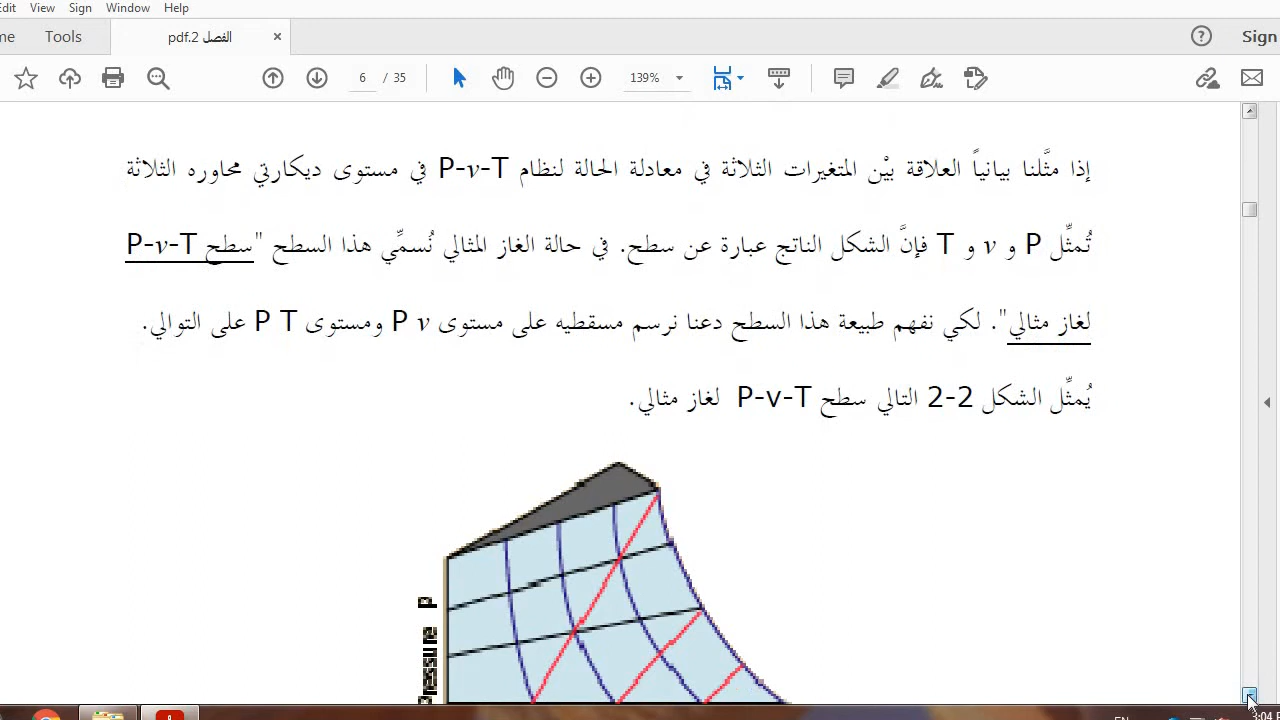 Edit View Sign Window Help
me Tools الفصل 2.pdf × ? Sign
6 / 35 139%
إذا مثَّلنا بيانياً العلاقة بيْن المتغيرات الثلاثة في معادلة الحالة لنظام P-v-T في مستوى ديكارتي محاوره الثلاثة
تُمثِّل P و v و T فإنَّ الشكل الناتج عبارة عن سطح. في حالة الغاز المثالي نُسمِّي هذا السطح "سطح P-v-T
لغاز مثالي". لكي نفهم طبيعة هذا السطح دعنا نرسم مسقطيه على مستوى P v ومستوى P T على التوالي.
يُمثِّل الشكل 2-2 التالي سطح P-v-T لغاز مثالي.
Pressure P
EN
3:04 P